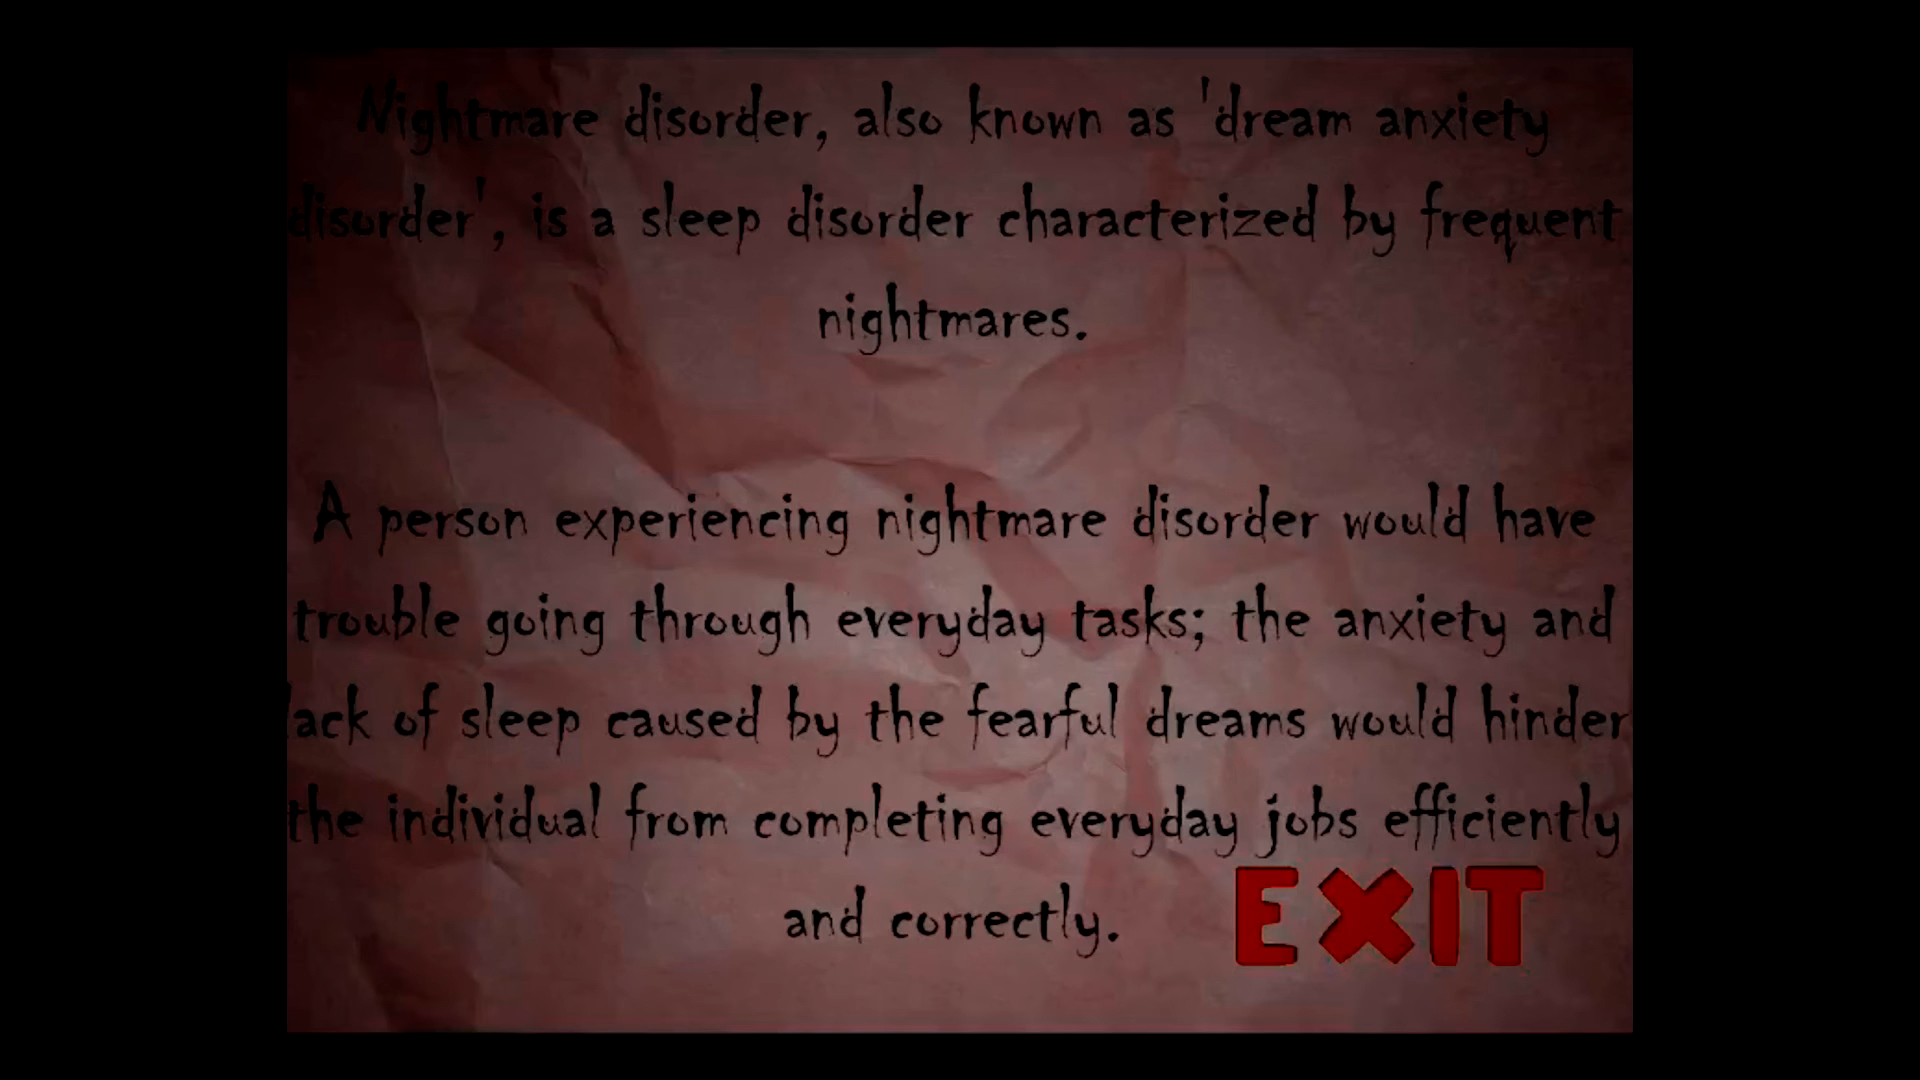 Nightmare disorder, also known as 'dream anxiety
disorder', is a sleep disorder characterized by frequent
nightmares.
A person experiencing nightmare disorder would have
trouble going through everyday tasks; the anxiety and
lack of sleep caused by the fearful dreams would hinder
the individual from completing everyday jobs efficiently
and correctly.
EXIT